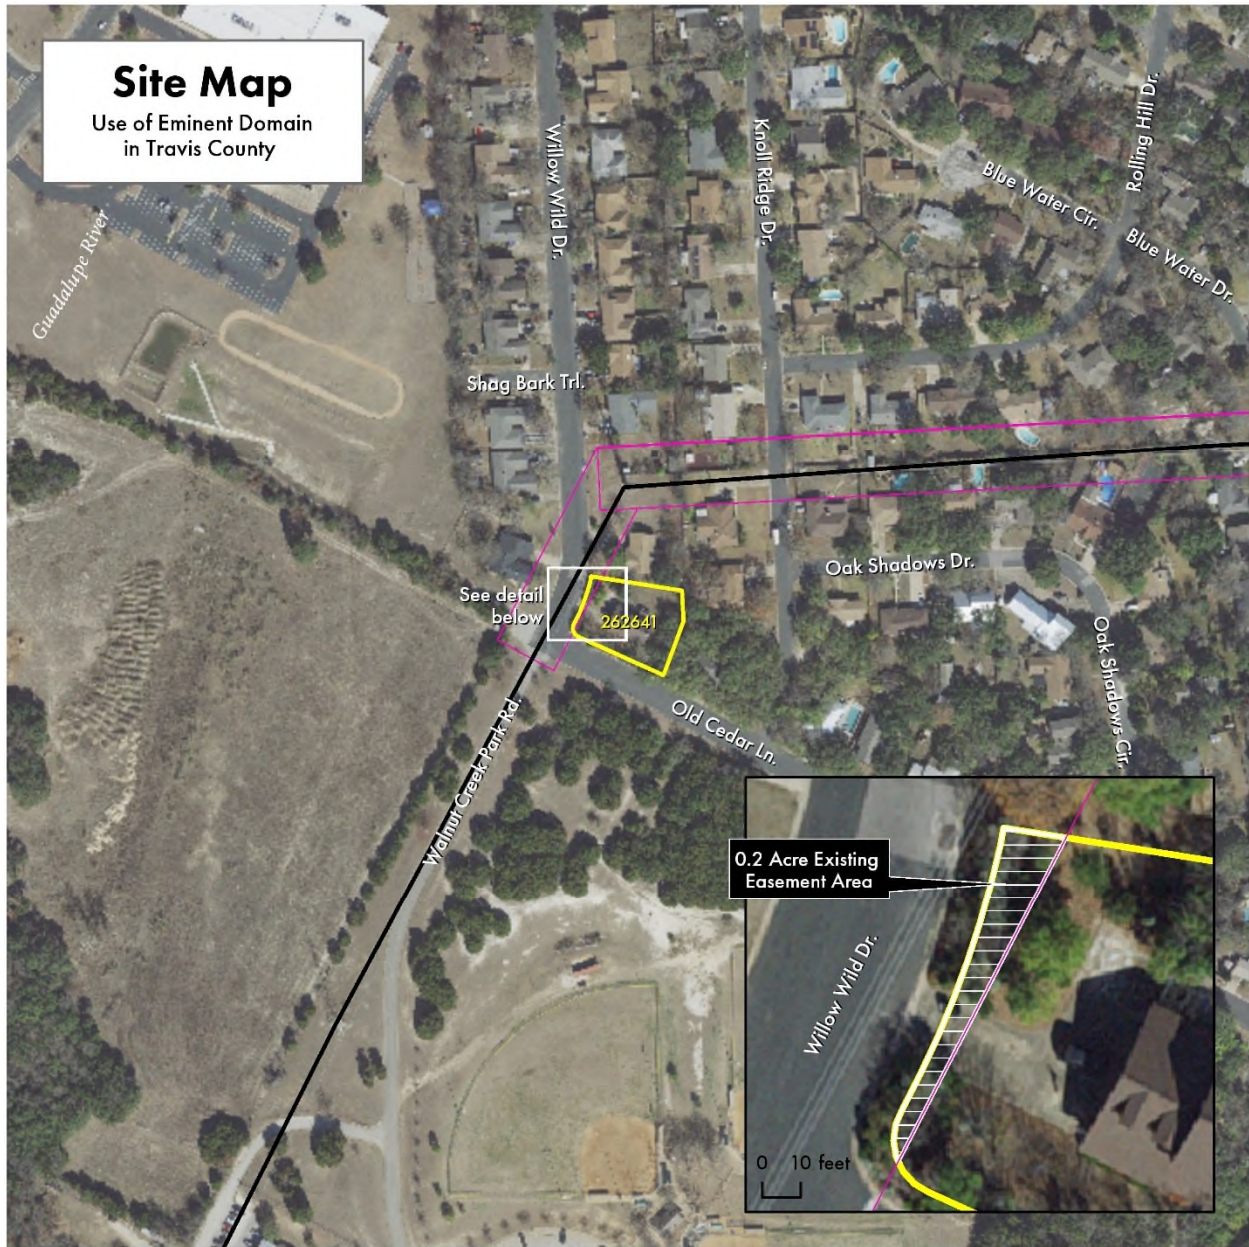 Site Map
Use of Eminent Domain
in Travis County
Guadalupe River
Willow Wild Dr.
Knoll Ridge Dr.
Rolling Hill Dr.
Blue Water Cir.
Blue Water Dr.
Shag Bark Trl.
Oak Shadows Dr.
See detail
below
262641
Oak Shadows Cir.
Old Cedar Ln.
Walnut Creek Park Rd.
0.2 Acre Existing
Easement Area
Willow Wild Dr.
0 10 feet